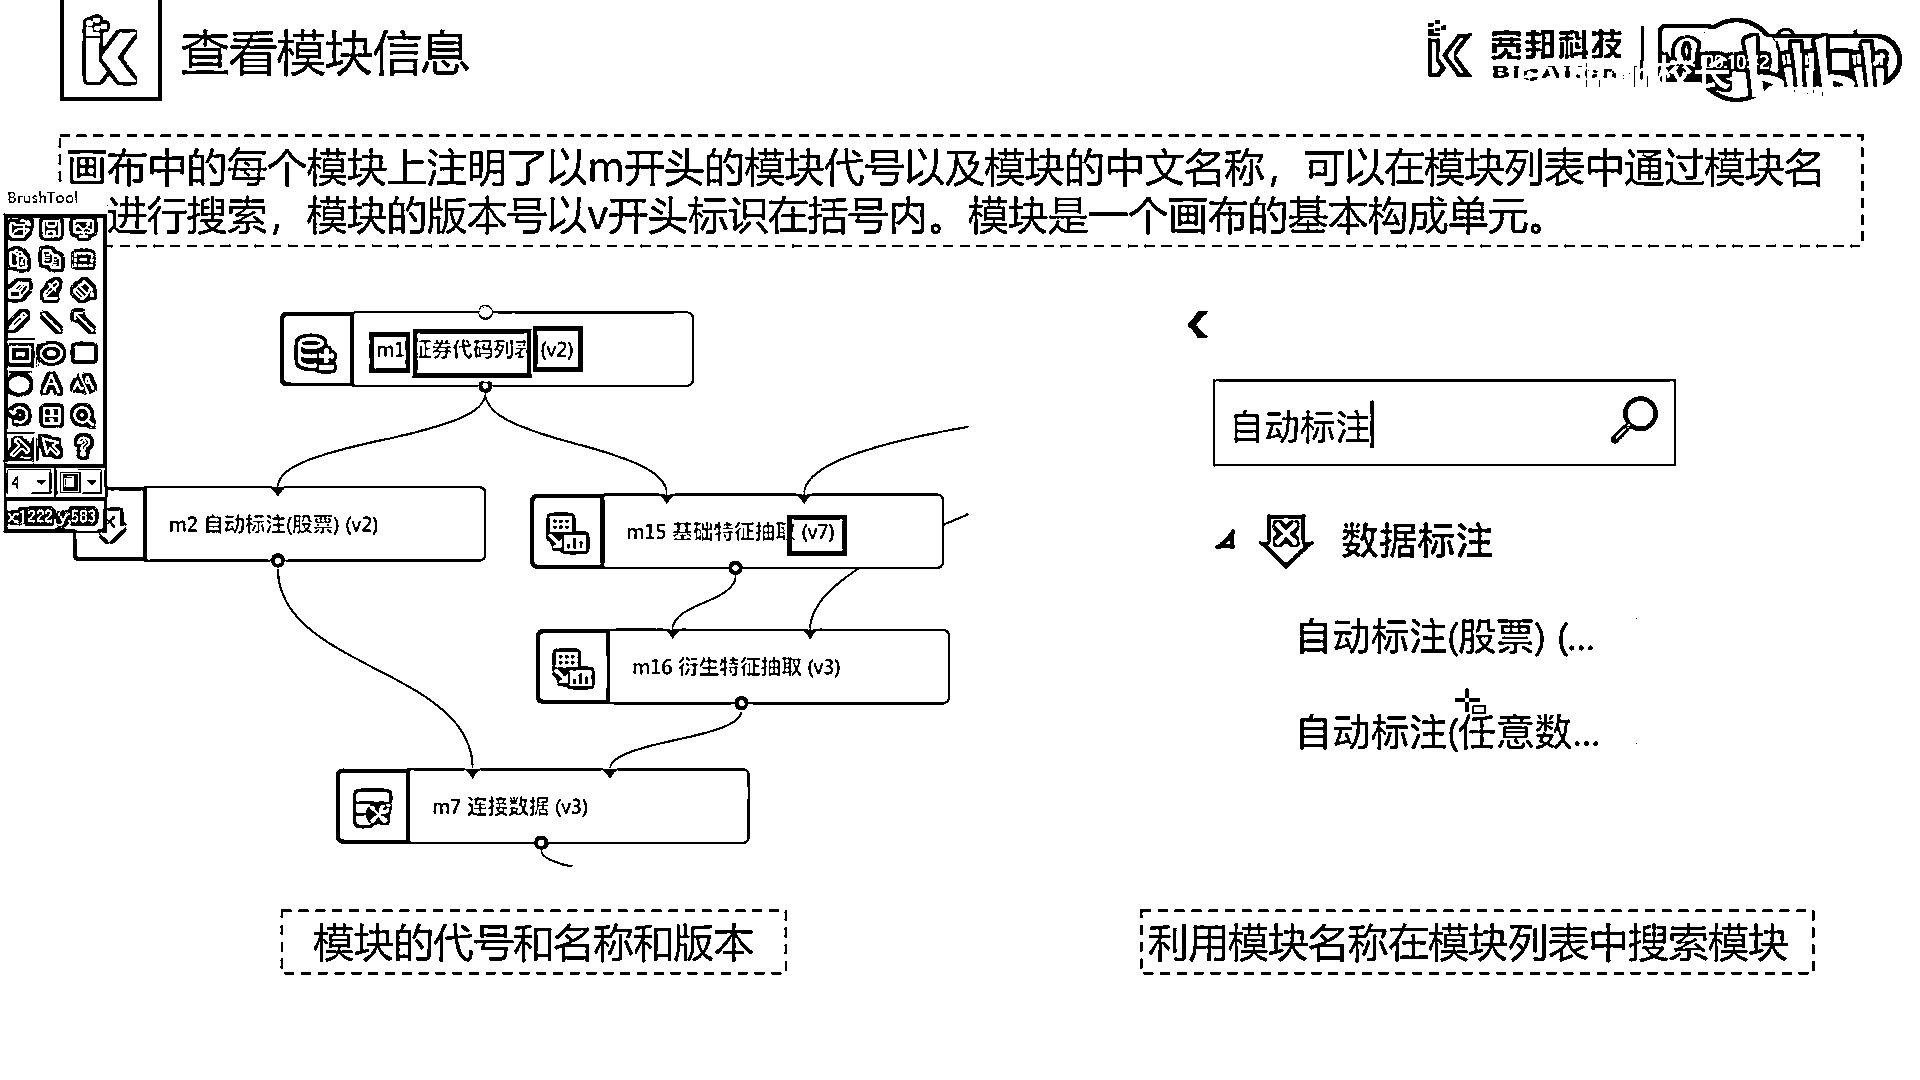 查看模块信息
宽邦科技
画布中的每个模块上注明了以m开头的模块代号以及模块的中文名称，可以在模块列表中通过模块名
进行搜索，模块的版本号以v开头标识在括号内。模块是一个画布的基本构成单元。
BrushTool
m1 证券代码列表 (v2)
自动标注
4
x:1222 y:583
m2 自动标注(股票) (v2)
m15 基础特征抽取 (v7)
数据标注
自动标注(股票) (...
m16 衍生特征抽取 (v3)
自动标注(任意数...
m7 连接数据 (v3)
模块的代号和名称和版本
利用模块名称在模块列表中搜索模块